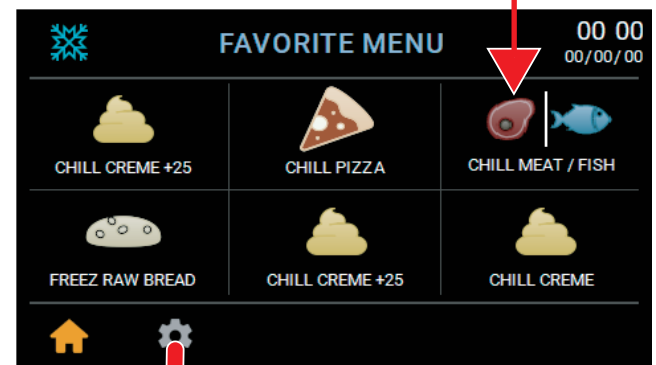 FAVORITE MENU
00 00
00/00/00
CHILL CREME +25
CHILL PIZZA
CHILL MEAT / FISH
FREEZ RAW BREAD
CHILL CREME +25
CHILL CREME